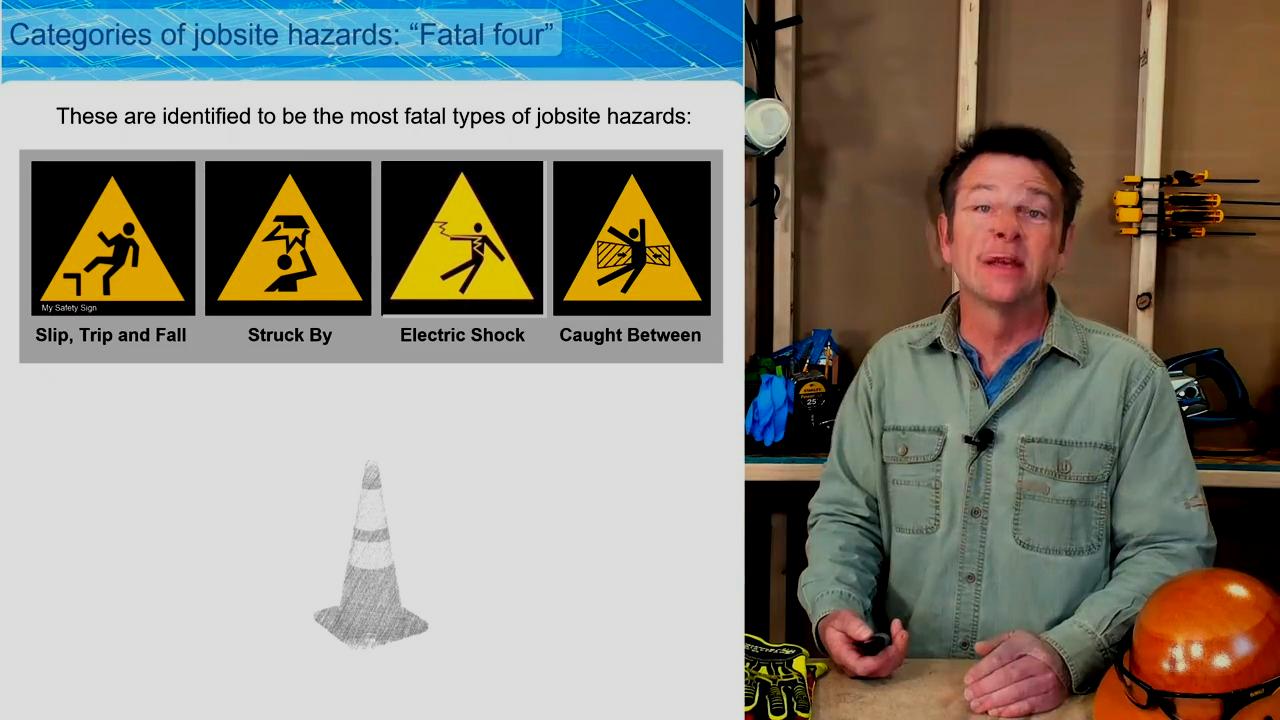 Categories of jobsite hazards: “Fatal four”
These are identified to be the most fatal types of jobsite hazards:
My Safety Sign
Slip, Trip and Fall
Struck By
Electric Shock
Caught Between
STANLEY
25